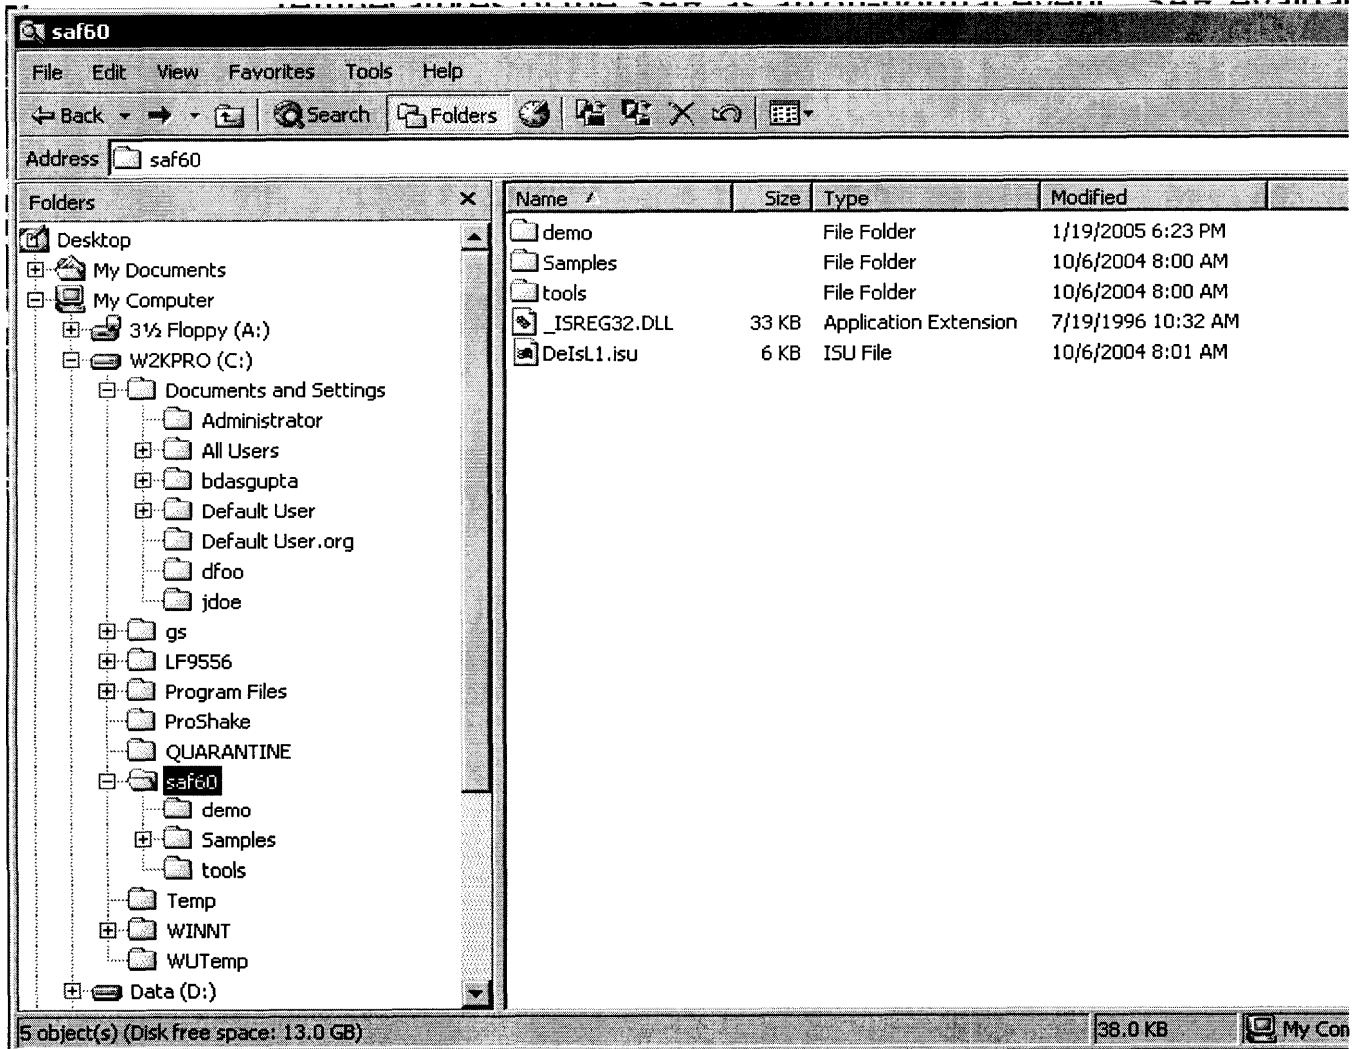 saf60
File Edit View Favorites Tools Help
Back Search Folders
Address saf60
Folders
Name Size Type Modified
Desktop
My Documents
My Computer
3½ Floppy (A:)
W2KPRO (C:)
Documents and Settings
Administrator
All Users
bdasgupta
Default User
Default User.org
dfoo
jdoe
gs
LF9556
Program Files
ProShake
QUARANTINE
saf60
demo
Samples
tools
Temp
WINNT
WUTemp
Data (D:)
demo File Folder 1/19/2005 6:23 PM
Samples File Folder 10/6/2004 8:00 AM
tools File Folder 10/6/2004 8:00 AM
_ISREG32.DLL 33 KB Application Extension 7/19/1996 10:32 AM
DeIsL1.isu 6 KB ISU File 10/6/2004 8:01 AM
5 object(s) (Disk free space: 13.0 GB) 38.0 KB My Com